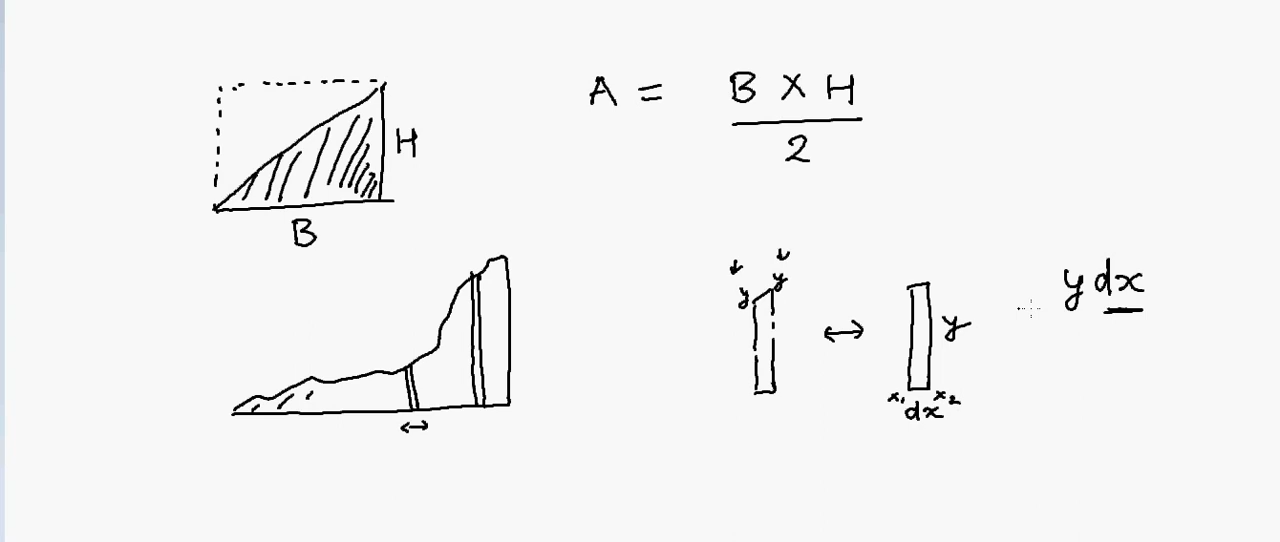 A = B X H
2
H
B
y dx
y y
y
x₁ dx x₂